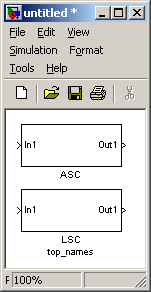 untitled *
File Edit View
Simulation Format
Tools Help
In1 Out1
ASC
In1 Out1
LSC
top_names
100%